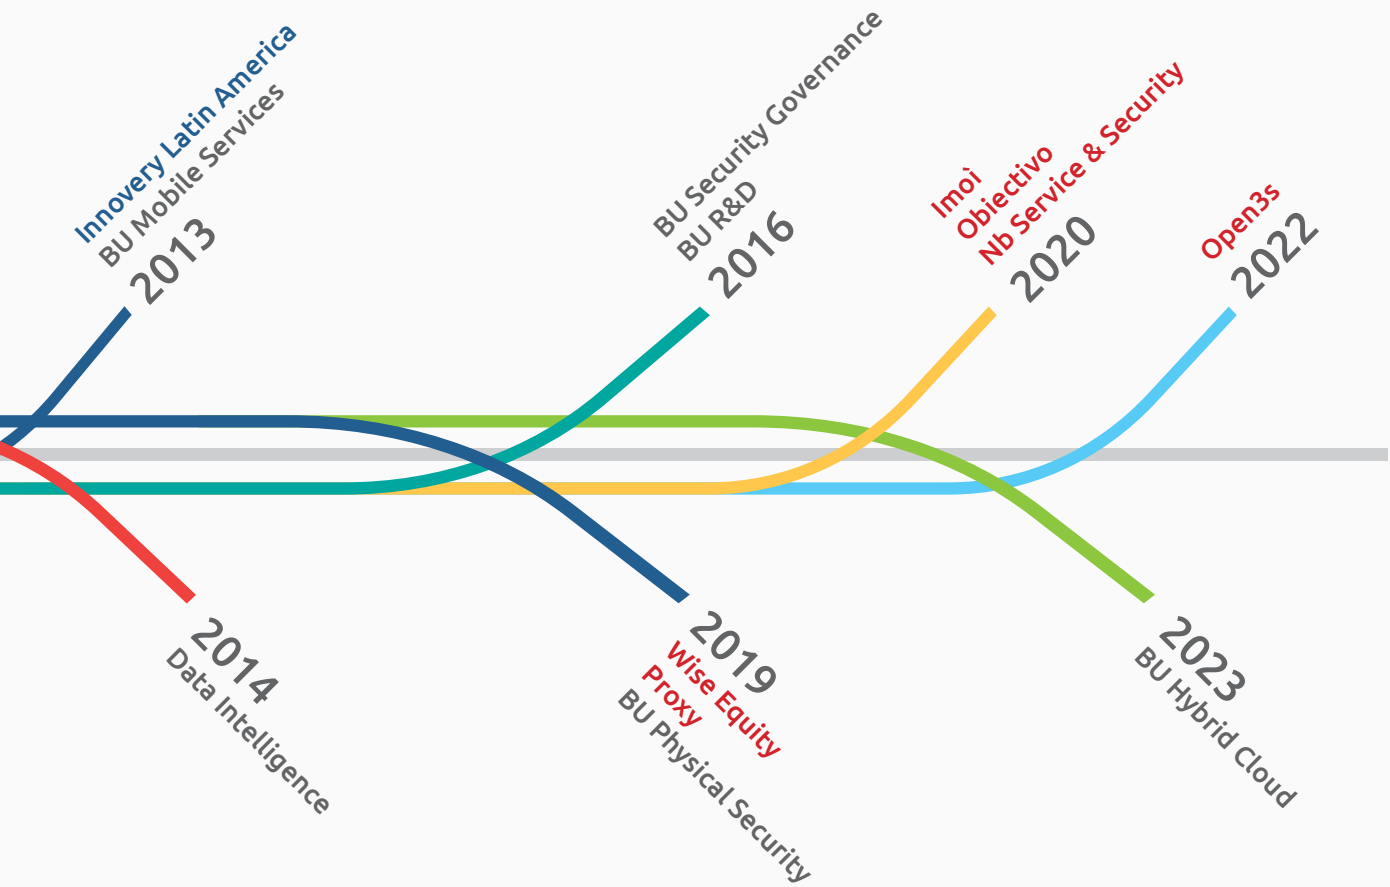 Innovery Latin America
BU Mobile Services
2013
BU Security Governance
BU R&D
2016
Imoì
Obiectivo
Nb Service & Security
2020
Open3s
2022
2014
Data Intelligence
2019
Wise Equity
Proxy
BU Physical Security
2023
BU Hybrid Cloud